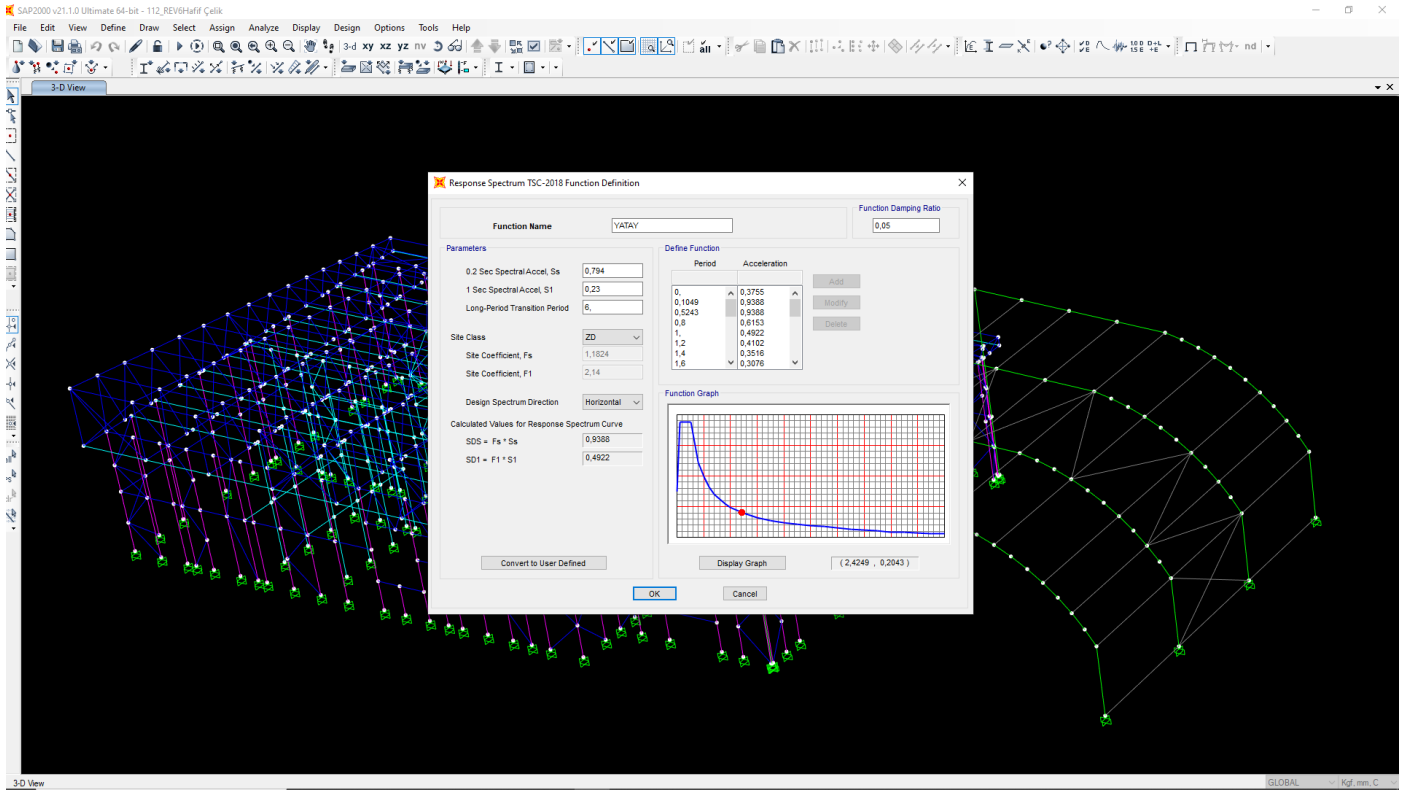 SAP2000 v21.1.0 Ultimate 64-bit - 112_REV6Hafif Çelik
File Edit View Define Draw Select Assign Analyze Display Design Options Tools Help
3-d xy xz yz nv all nd
3-D View
Response Spectrum TSC-2018 Function Definition
Function Name YATAY
Function Damping Ratio
0,05
Parameters
0.2 Sec Spectral Accel, Ss 0,794
1 Sec Spectral Accel, S1 0,23
Long-Period Transition Period 6,
Site Class ZD
Site Coefficient, Fs 1,1824
Site Coefficient, F1 2,14
Design Spectrum Direction Horizontal
Calculated Values for Response Spectrum Curve
SDS = Fs * Ss 0,9388
SD1 = F1 * S1 0,4922
Convert to User Defined
Define Function
Period Acceleration
0, 0,3755
0,1049 0,9388
0,5243 0,9388
0,8 0,6153
1, 0,4922
1,2 0,4102
1,4 0,3516
1,6 0,3076
Add
Modify
Delete
Function Graph
Display Graph (2,4249 , 0,2043 )
OK Cancel
3-D View
GLOBAL Kgf, mm, C